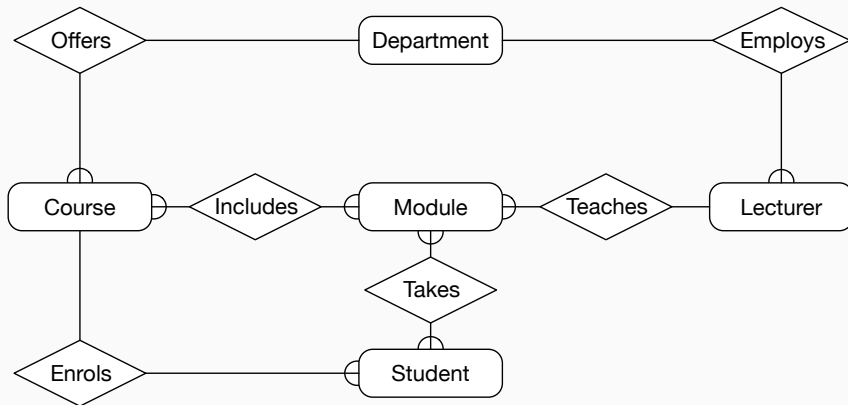 Offers
Department
Employs
Course
Includes
Module
Teaches
Lecturer
Takes
Enrols
Student